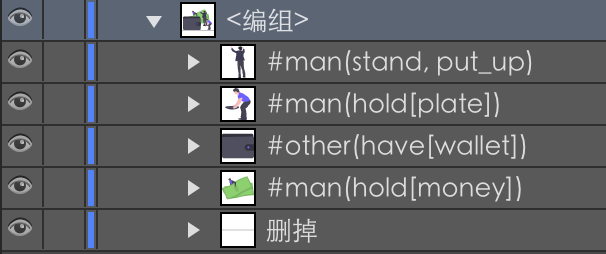 <编组>
#man(stand, put_up)
#man(hold[plate])
#other(have[wallet])
#man(hold[money])
删掉